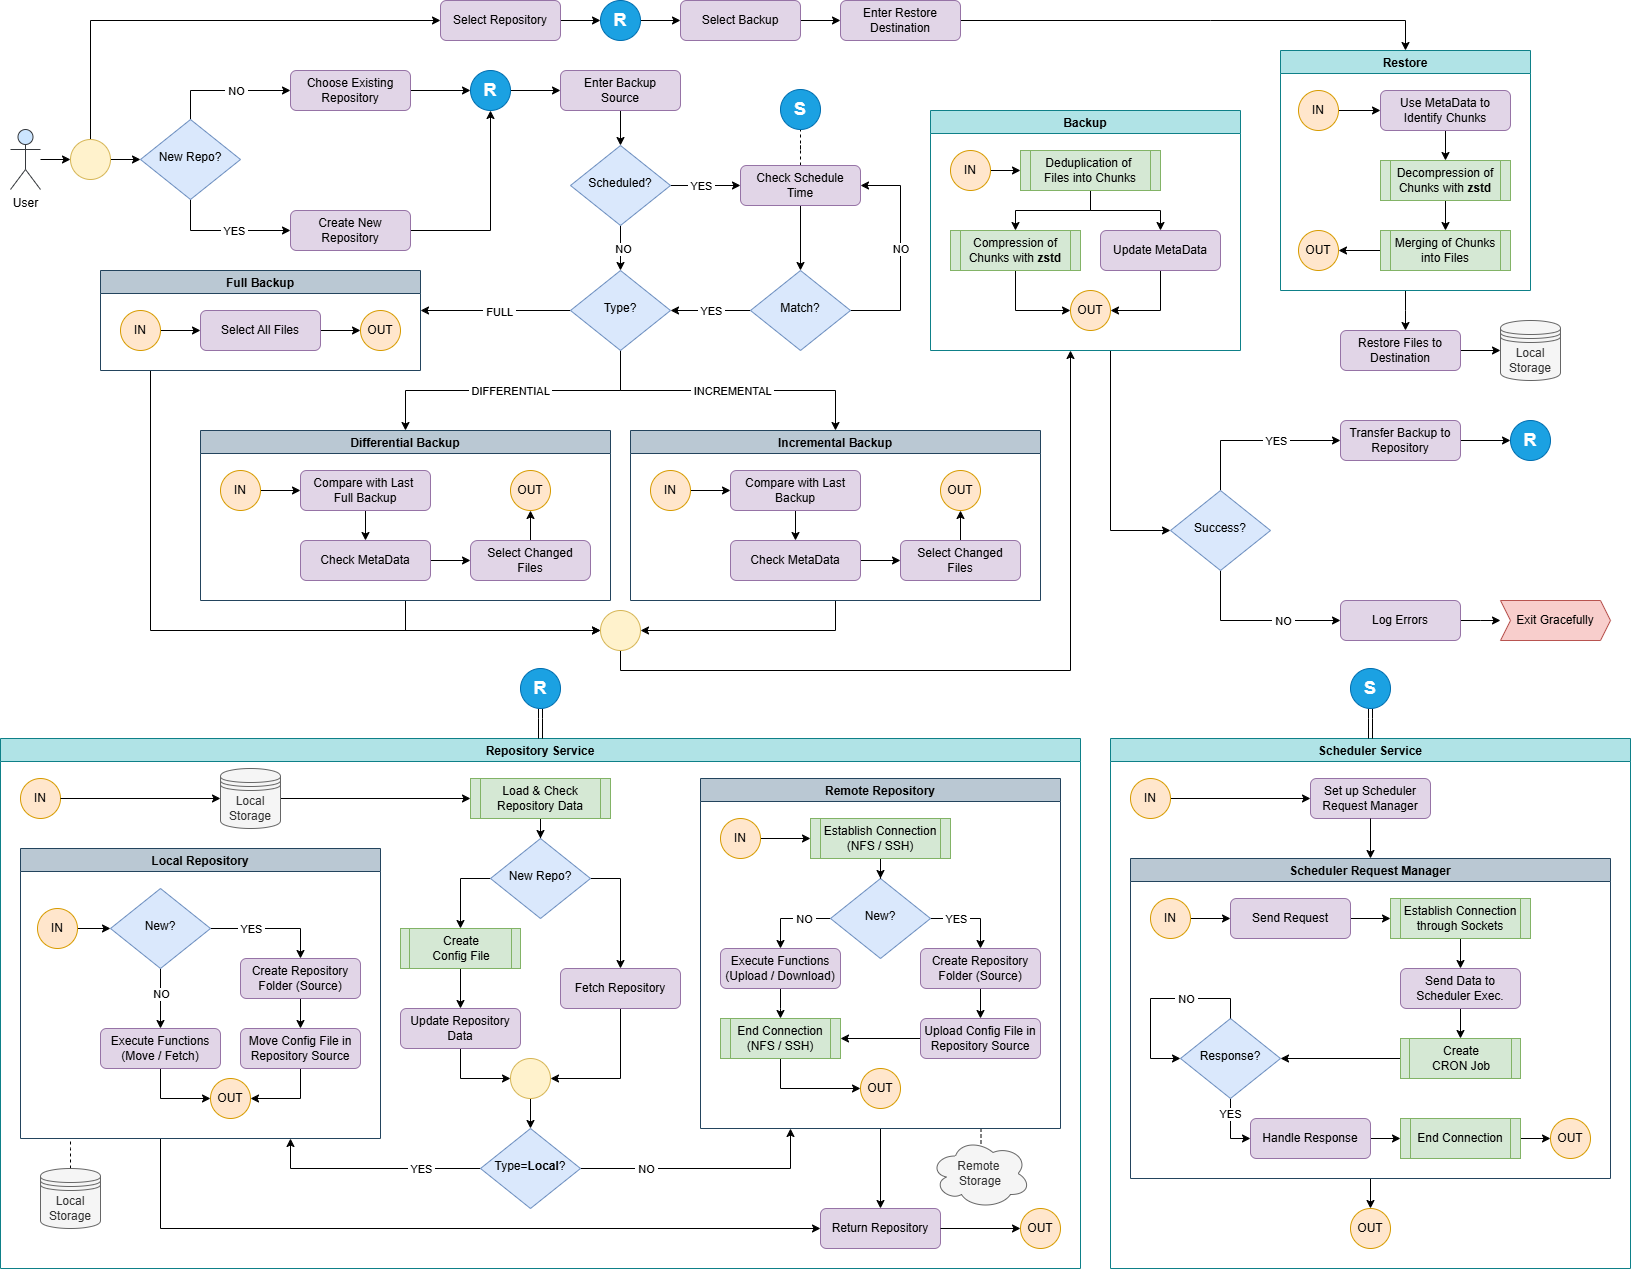 Select Repository
R
Select Backup
Enter Restore
Destination
User
New Repo?
NO
Choose Existing
Repository
R
Enter Backup
Source
YES
Create New
Repository
Scheduled?
YES
NO
S
Check Schedule
Time
NO
Match?
YES
Type?
FULL
DIFFERENTIAL
INCREMENTAL
Full Backup
IN
Select All Files
OUT
Differential Backup
IN
Compare with Last
Full Backup
Check MetaData
Select Changed
Files
OUT
Incremental Backup
IN
Compare with Last
Backup
Check MetaData
Select Changed
Files
OUT
Backup
IN
Deduplication of
Files into Chunks
Compression of
Chunks with zstd
Update MetaData
OUT
Restore
IN
Use MetaData to
Identify Chunks
Decompression of
Chunks with zstd
Merging of Chunks
into Files
OUT
Restore Files to
Destination
Local
Storage
Success?
YES
Transfer Backup to
Repository
R
NO
Log Errors
Exit Gracefully
R
Repository Service
IN
Local
Storage
Load & Check
Repository Data
New Repo?
Create
Config File
Update Repository
Data
Fetch Repository
Type=Local?
YES
NO
Local Repository
IN
New?
YES
NO
Create Repository
Folder (Source)
Execute Functions
(Move / Fetch)
Move Config File in
Repository Source
OUT
Local
Storage
Remote Repository
IN
Establish Connection
(NFS / SSH)
New?
NO
YES
Execute Functions
(Upload / Download)
Create Repository
Folder (Source)
End Connection
(NFS / SSH)
Upload Config File in
Repository Source
OUT
Remote
Storage
Return Repository
OUT
S
Scheduler Service
IN
Set up Scheduler
Request Manager
Scheduler Request Manager
IN
Send Request
Establish Connection
through Sockets
Send Data to
Scheduler Exec.
Create
CRON Job
Response?
NO
YES
Handle Response
End Connection
OUT
OUT